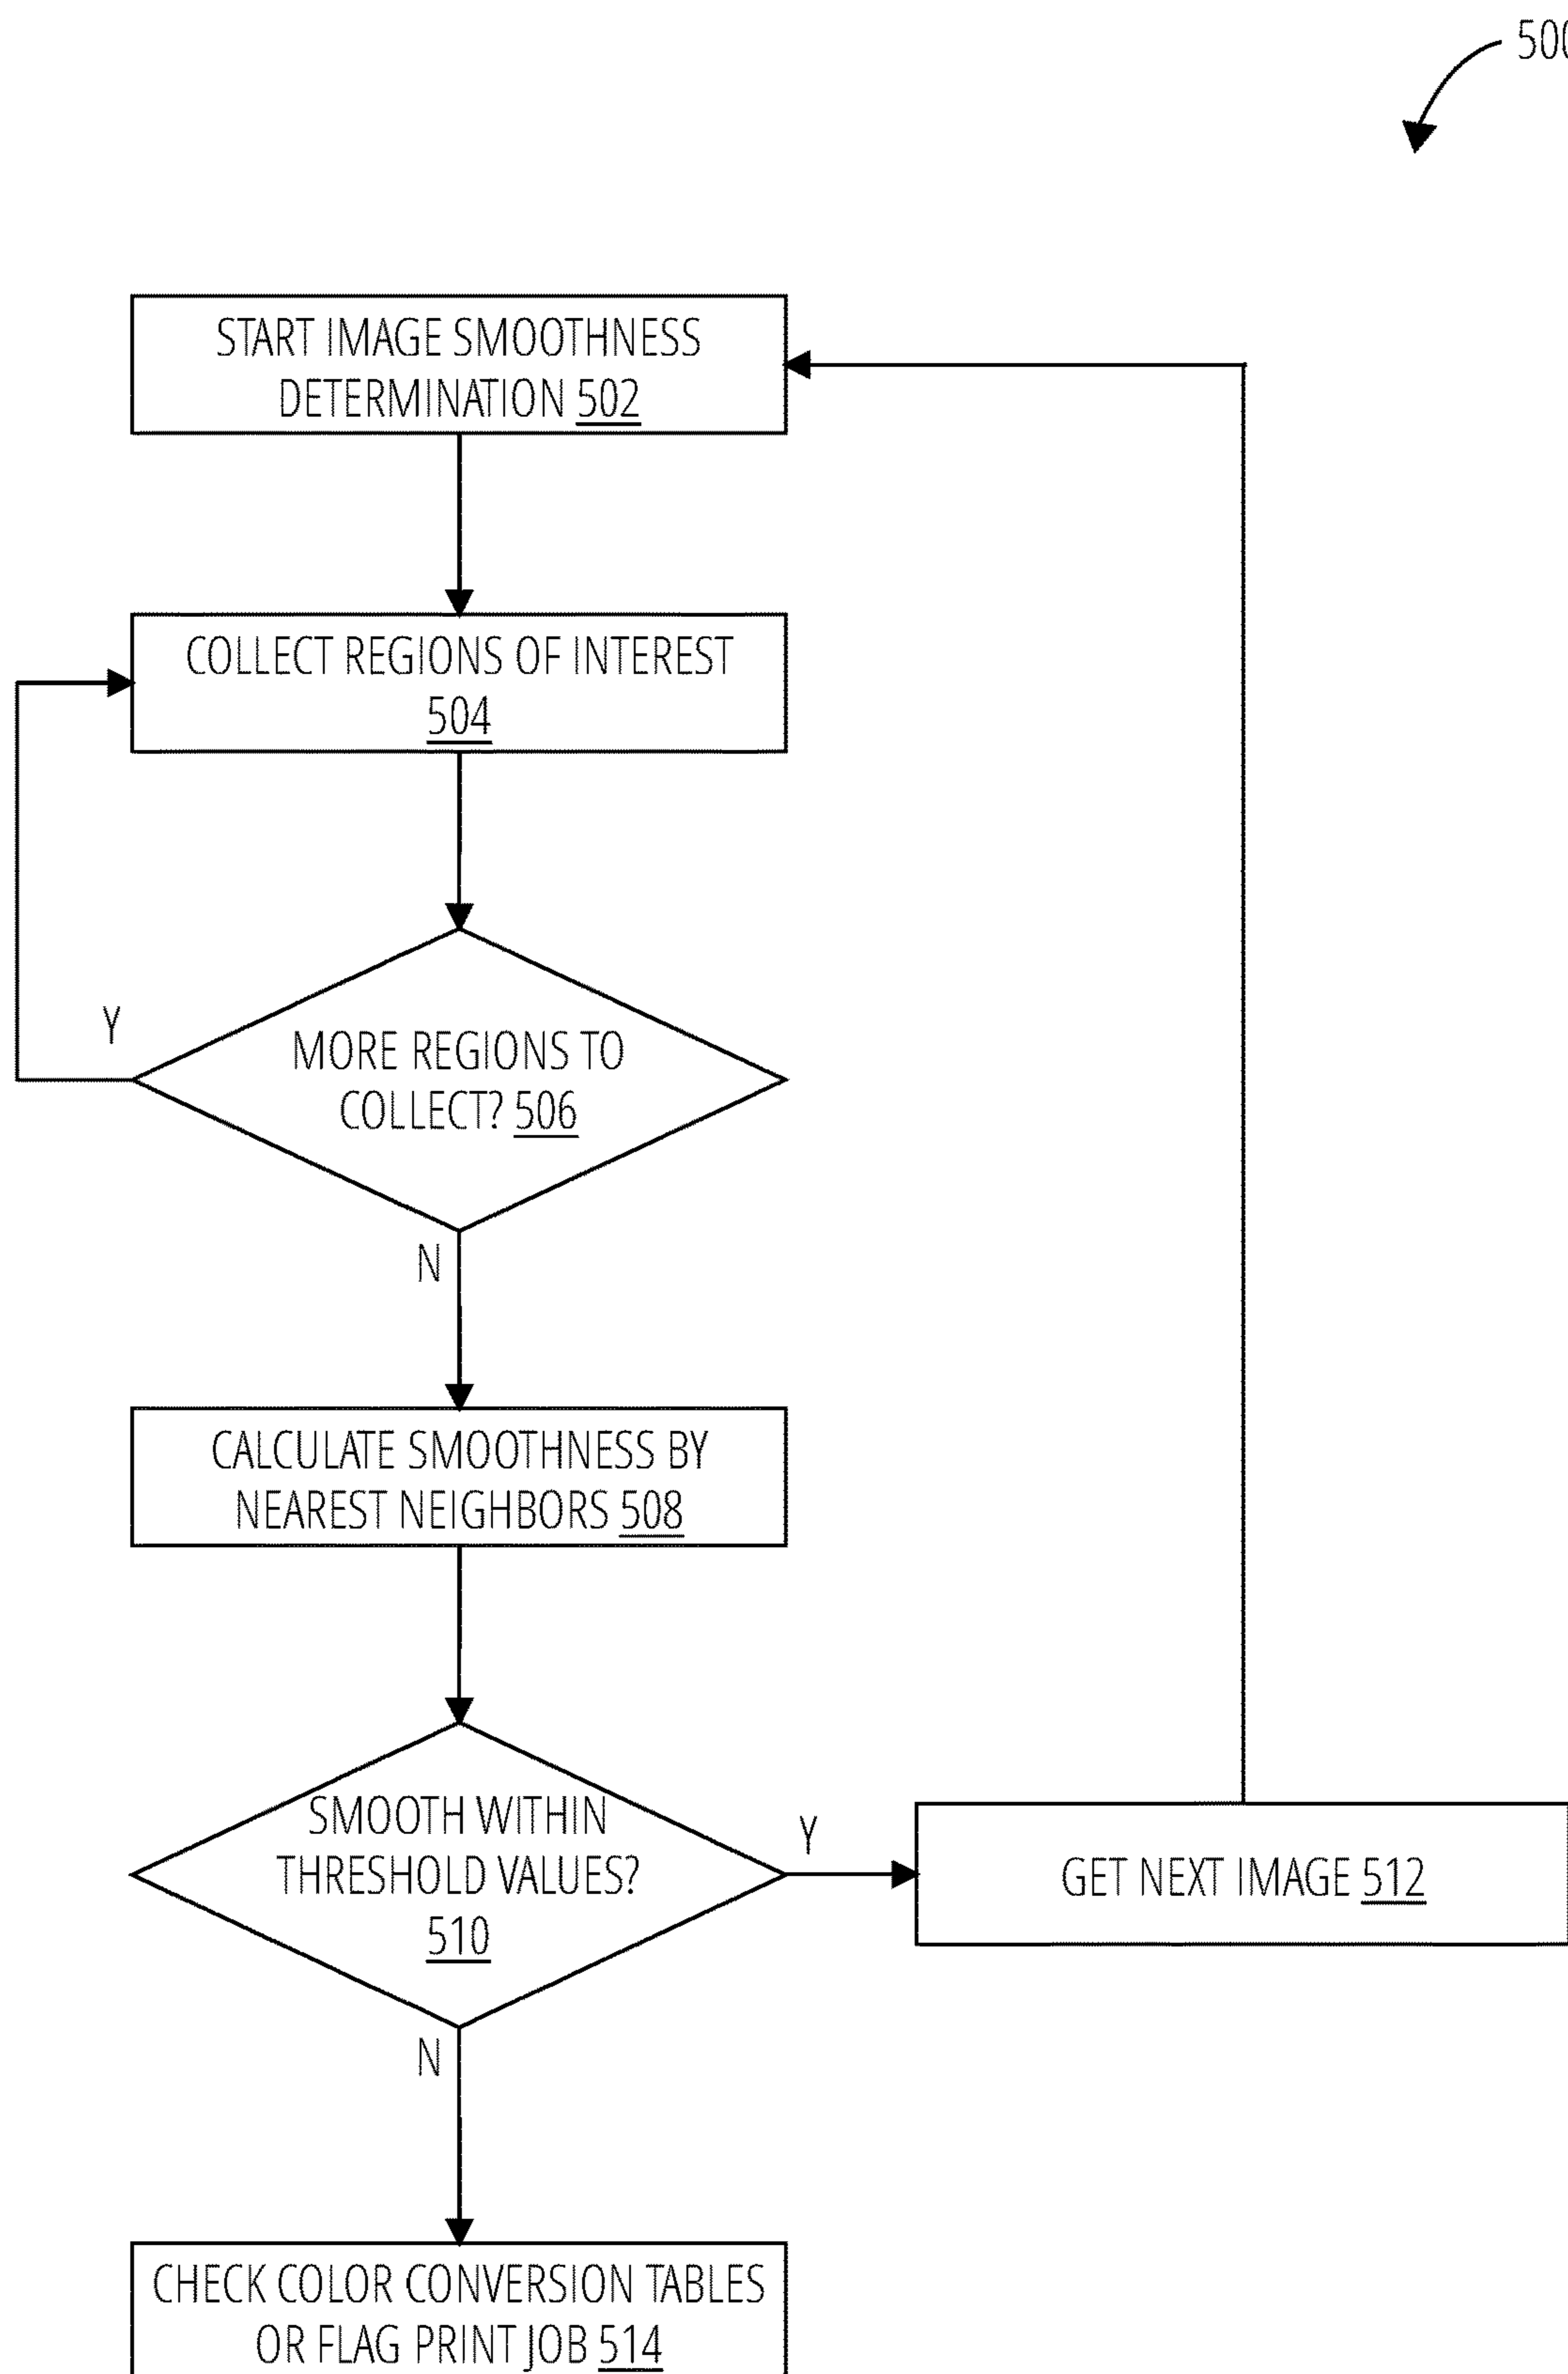 500
START IMAGE SMOOTHNESS
DETERMINATION 502
COLLECT REGIONS OF INTEREST
504
Y
MORE REGIONS TO
COLLECT? 506
N
CALCULATE SMOOTHNESS BY
NEAREST NEIGHBORS 508
SMOOTH WITHIN
THRESHOLD VALUES?
510
Y
GET NEXT IMAGE 512
N
CHECK COLOR CONVERSION TABLES
OR FLAG PRINT JOB 514